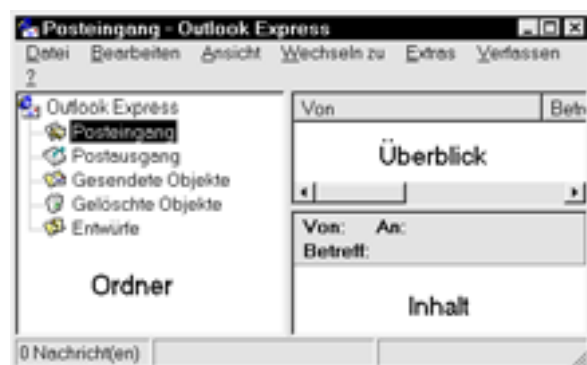 Posteingang - Outlook Express
Datei Bearbeiten Ansicht Wechseln zu Extras Verfassen
?
Outlook Express
Posteingang
Postausgang
Gesendete Objekte
Gelöschte Objekte
Entwürfe
Ordner
Von Betr
Überblick
Von: An:
Betreff:
Inhalt
0 Nachricht(en)